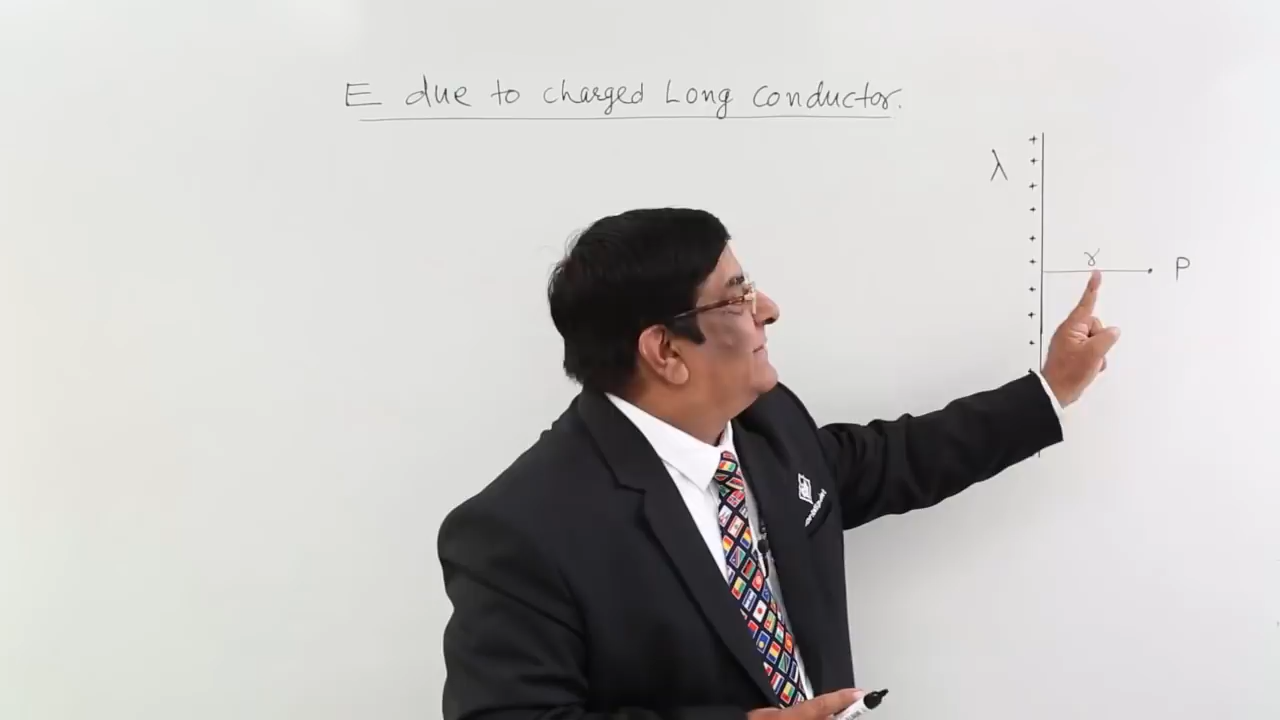 E due to charged Long conductor.
λ
r
P